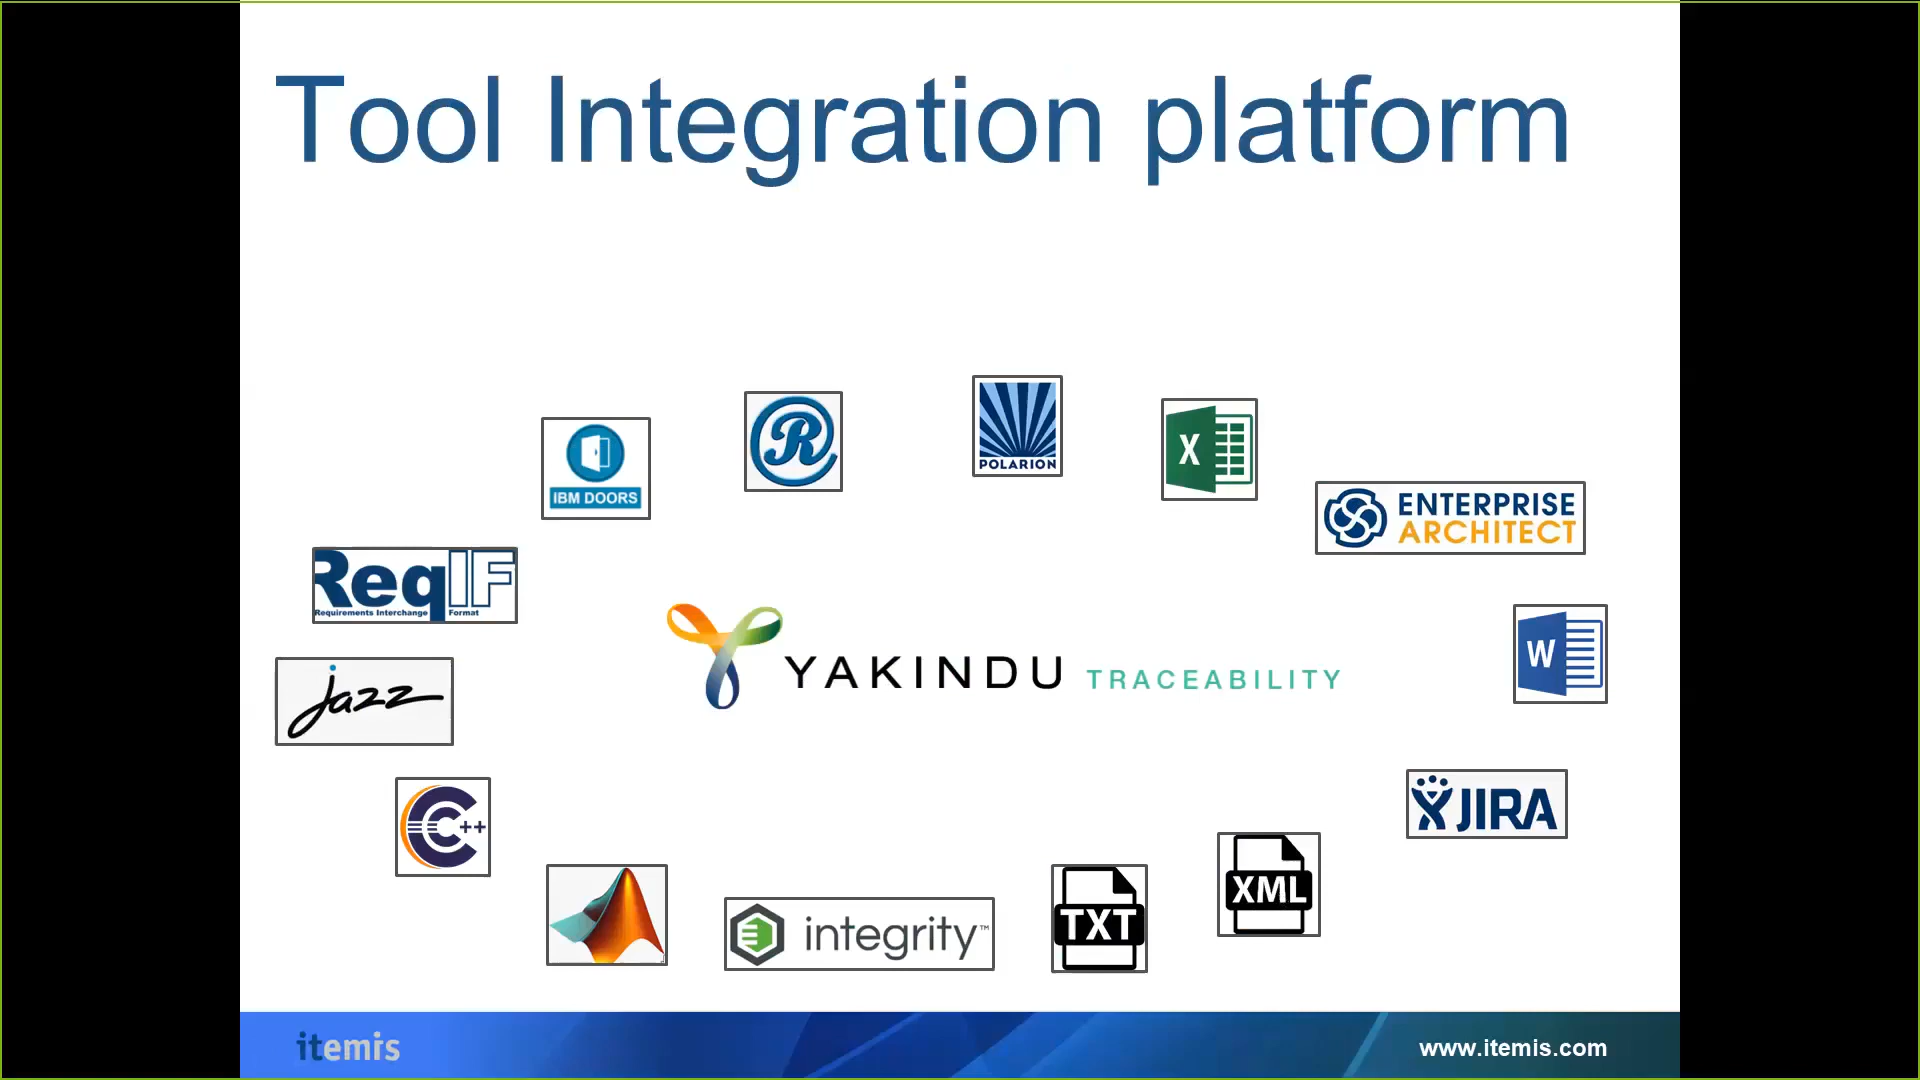 Tool Integration platform
POLARION
R
X
IBM DOORS
ENTERPRISE
ARCHITECT
ReqIF
Requirements Interchange Format
W
YAKINDU TRACEABILITY
jazz
JIRA
C++
XML
TXT
integrity™
itemis
www.itemis.com